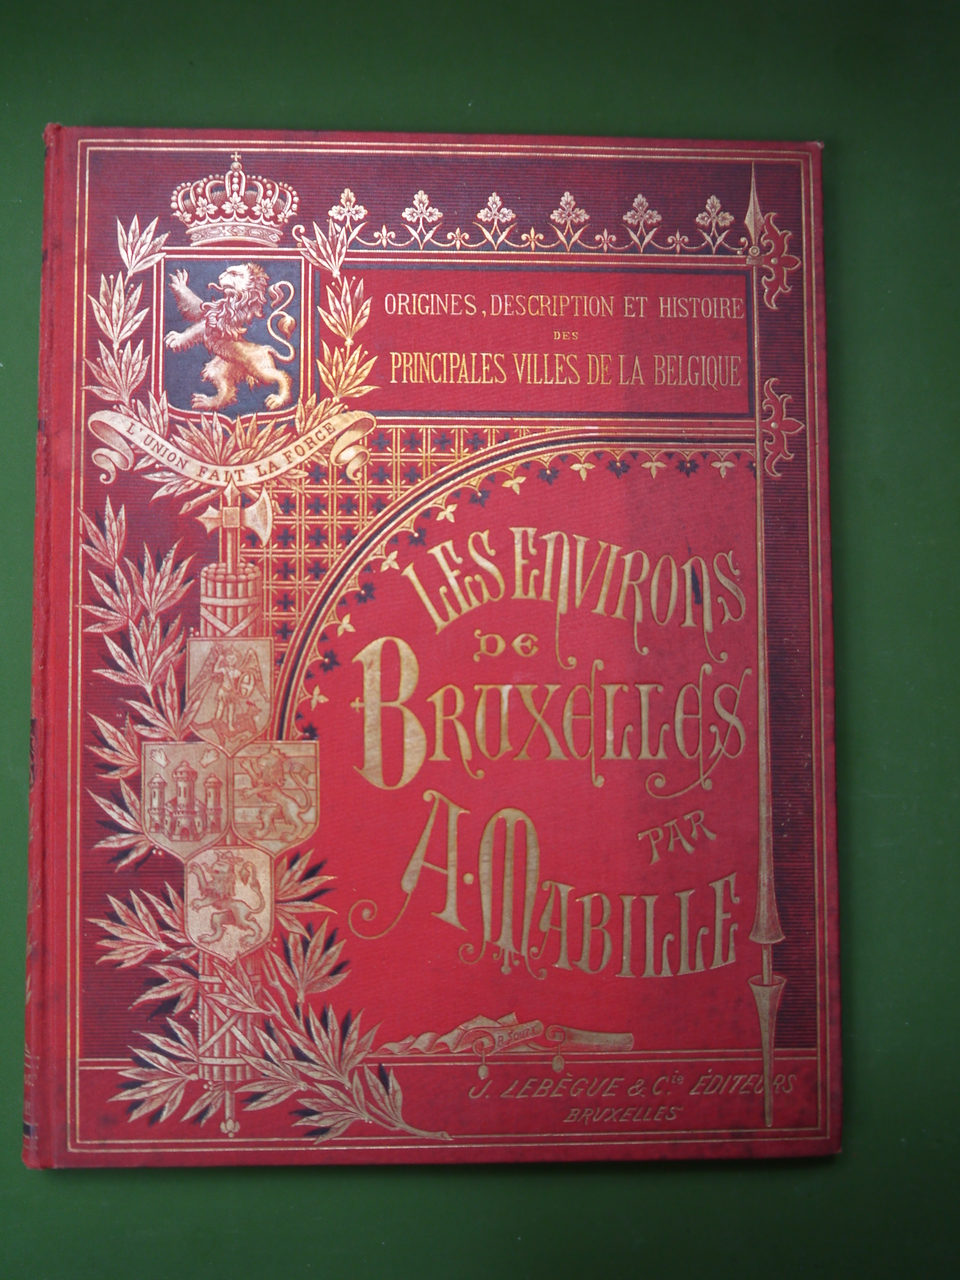 ORIGINES, DESCRIPTION ET HISTOIRE
DES
PRINCIPALES VILLES DE LA BELGIQUE
L'UNION FAIT LA FORCE
LES ENVIRONS
DE
BRUXELLES
PAR
A. MABILLE
B. SOUZE
J. LEBÈGUE & Cie ÉDITEURS
BRUXELLES